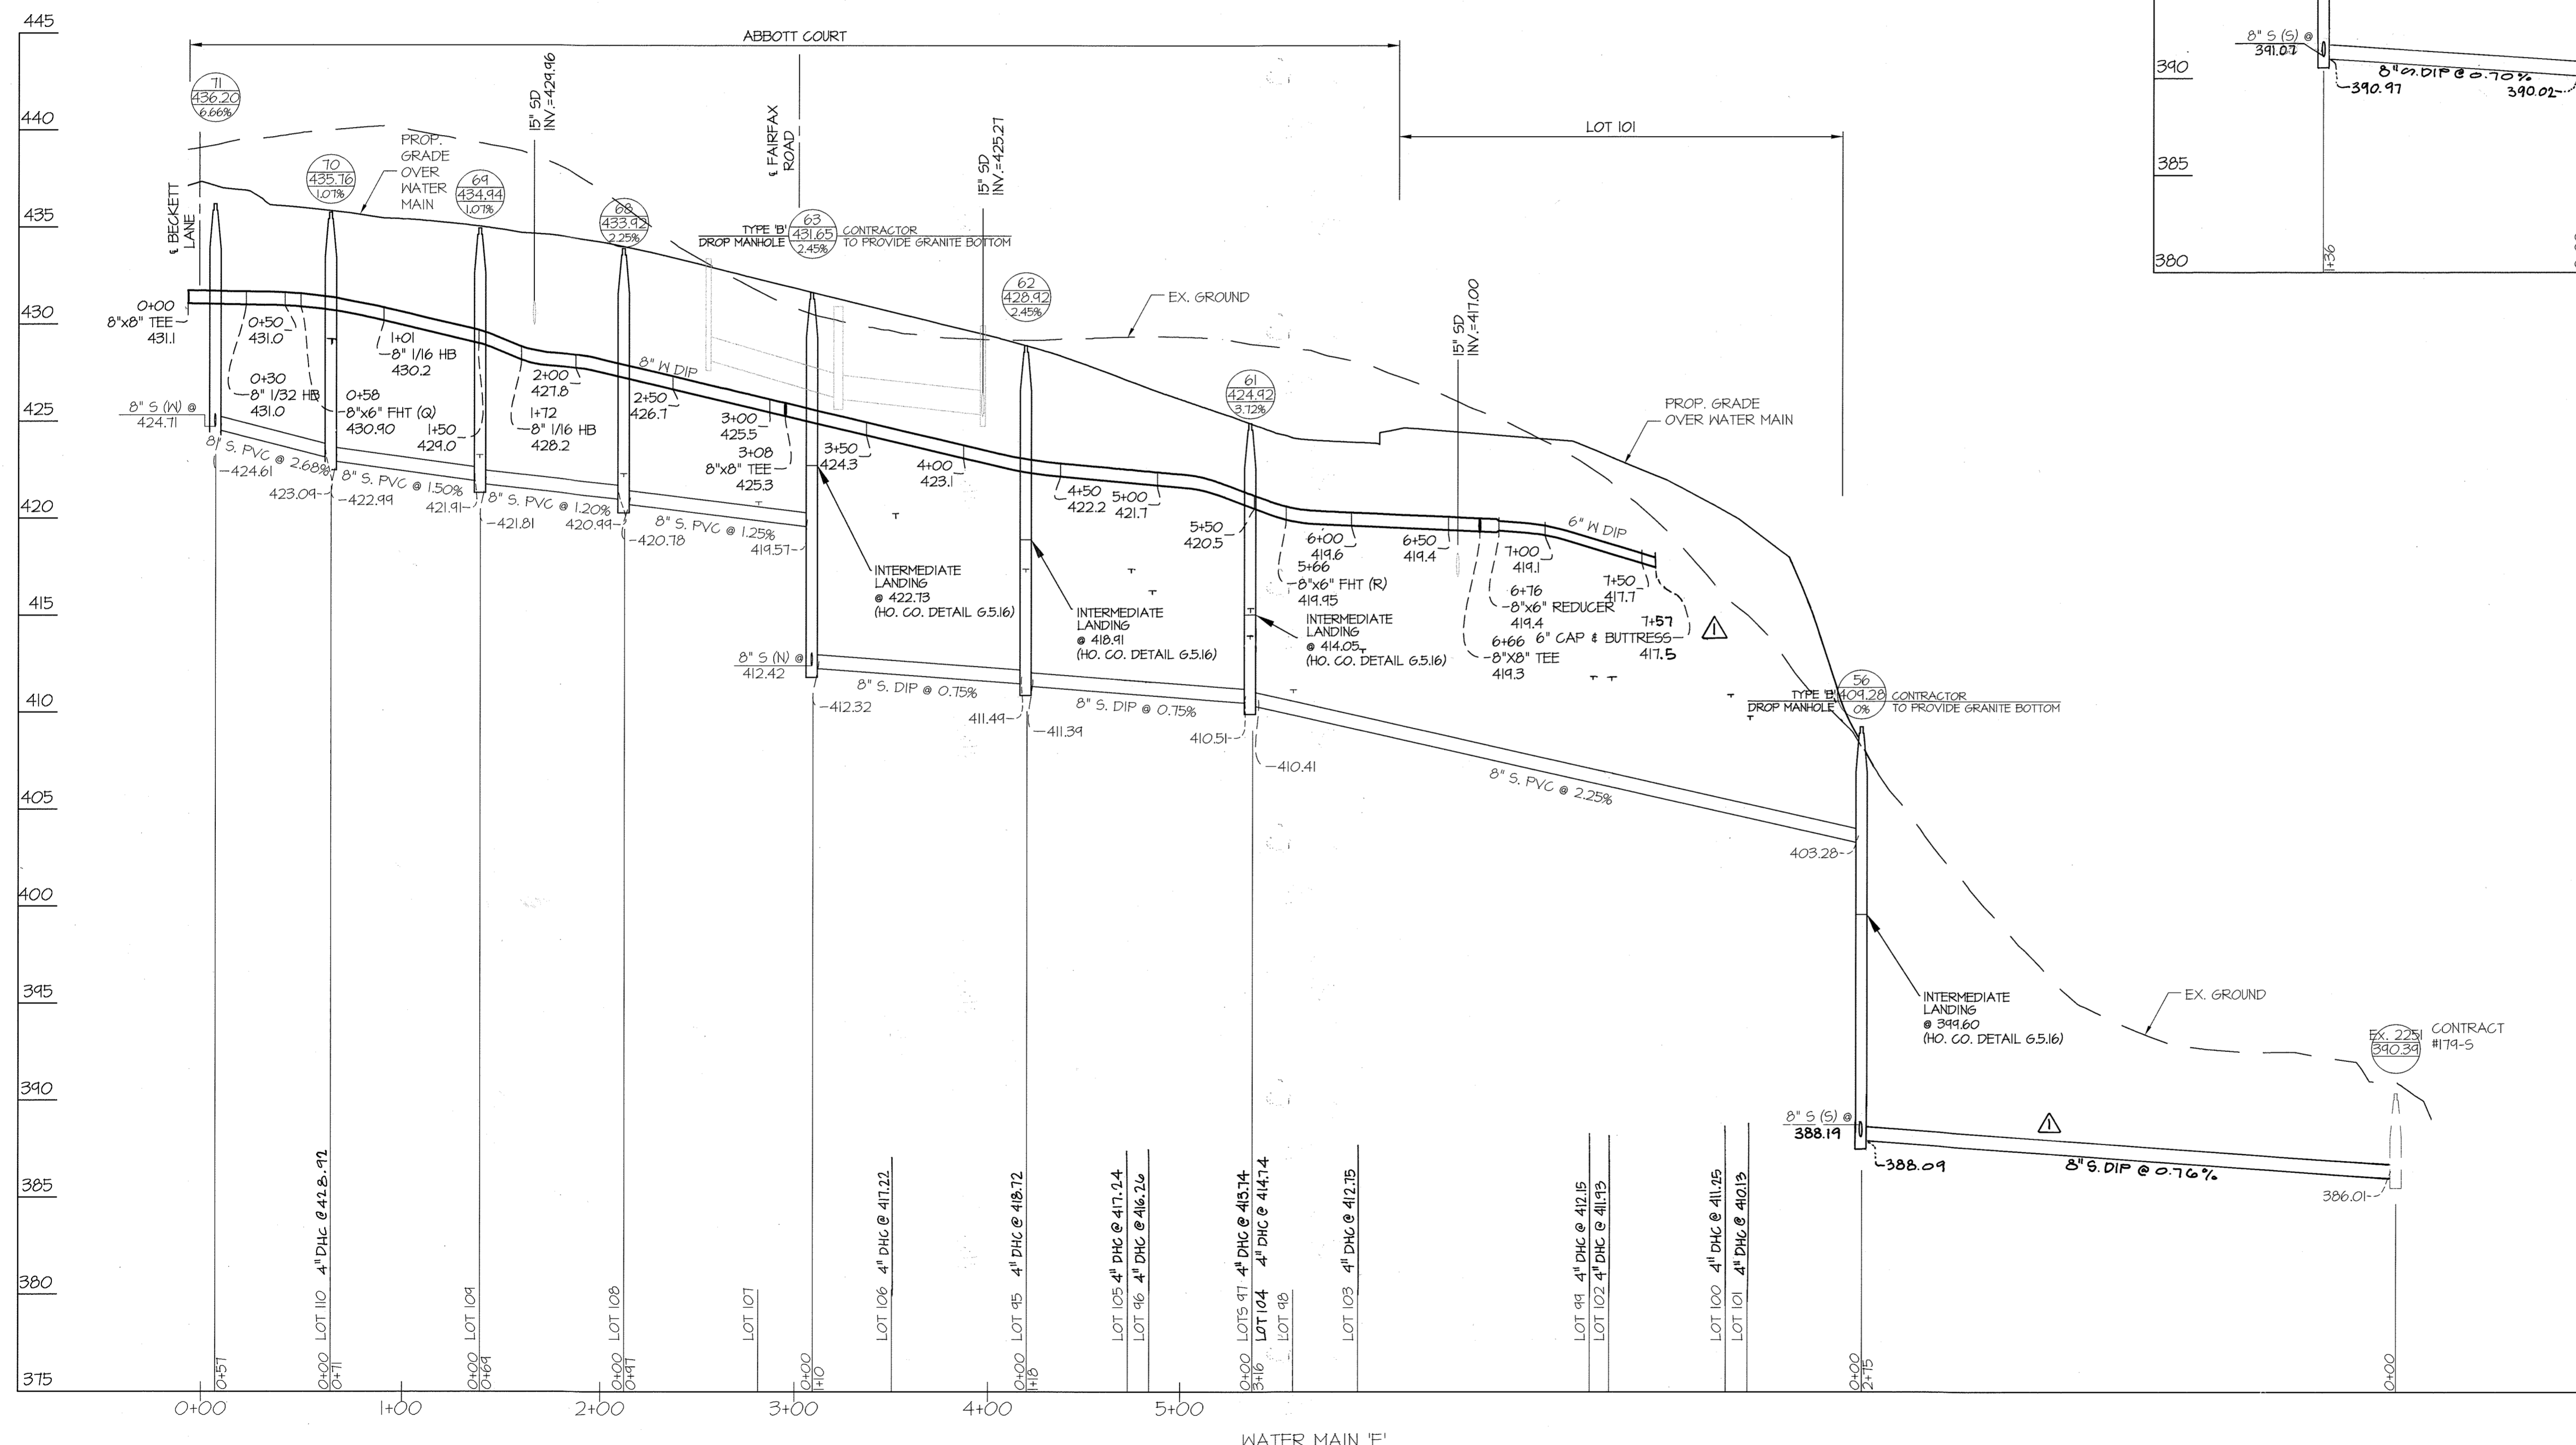 445
440
435
430
425
420
415
410
405
400
395
390
385
380
375
ABBOTT COURT
LOT 101
71
436.20
6.66%
70
435.76
1.07%
69
434.94
1.07%
68
433.92
2.25%
TYPE 'B'
DROP MANHOLE
63
431.65
2.45%
CONTRACTOR
TO PROVIDE GRANITE BOTTOM
62
428.92
2.45%
61
424.92
3.72%
TYPE 'B'
DROP MANHOLE
56
409.28
0%
CONTRACTOR
TO PROVIDE GRANITE BOTTOM
EX. 2251
390.39
CONTRACT
#179-S
℄ BECKETT
LANE
PROP.
GRADE
OVER
WATER
MAIN
15" SD
INV.=429.96
℄ FAIRFAX
ROAD
15" SD
INV.=425.27
EX. GROUND
15" SD
INV.=417.00
PROP. GRADE
OVER WATER MAIN
EX. GROUND
0+00
8"x8" TEE
431.1
0+30
8" 1/32 HB
431.0
0+50
431.0
0+58
8"x6" FHT (Q)
430.90
1+01
8" 1/16 HB
430.2
1+50
429.0
1+72
8" 1/16 HB
428.2
2+00
427.8
8" W DIP
2+50
426.7
3+00
425.5
3+08
8"x8" TEE
425.3
3+50
424.3
4+00
423.1
4+50
422.2
5+00
421.7
5+50
420.5
5+66
8"x6" FHT (R)
419.95
6+00
419.6
6+50
419.4
6+66
8"X8" TEE
419.3
6+76
8"x6" REDUCER
419.4
7+00
419.1
6" W DIP
7+50
417.7
7+57
6" CAP & BUTTRESS
417.5
1
8" S (W) @
424.71
8" S. PVC @ 2.68%
424.61
423.09
422.99
8" S. PVC @ 1.50%
421.91
421.81
8" S. PVC @ 1.20%
420.99
420.78
8" S. PVC @ 1.25%
419.57
INTERMEDIATE
LANDING
@ 422.73
(HO. CO. DETAIL G.5.16)
INTERMEDIATE
LANDING
@ 418.91
(HO. CO. DETAIL G.5.16)
INTERMEDIATE
LANDING
@ 414.05
(HO. CO. DETAIL G.5.16)
8" S (N) @
412.42
412.32
8" S. DIP @ 0.75%
411.49
411.39
8" S. DIP @ 0.75%
410.51
410.41
8" S. PVC @ 2.25%
403.28
INTERMEDIATE
LANDING
@ 399.60
(HO. CO. DETAIL G.5.16)
8" S (S) @
388.19
388.09
1
8" S. DIP @ 0.76%
386.01
0+57
0+00 LOT 110 4" DHC @ 428.92
0+71
0+00 LOT 109
0+69
0+00 LOT 108
0+97
LOT 107
0+00
1+10
LOT 106 4" DHC @ 417.22
0+00 LOT 95 4" DHC @ 418.72
1+18
LOT 105 4" DHC @ 417.24
LOT 96 4" DHC @ 416.26
0+00 LOTS 97 4" DHC @ 413.74
3+16 LOT 104 4" DHC @ 414.74
LOT 98
LOT 103 4" DHC @ 412.75
LOT 99 4" DHC @ 412.15
LOT 102 4" DHC @ 411.93
LOT 100 4" DHC @ 411.25
LOT 101 4" DHC @ 410.13
0+00
2+75
0+00
0+00
1+00
2+00
3+00
4+00
5+00
WATER MAIN 'F'
8" S (S) @
391.07
8" S. DIP @ 0.70%
390.97
390.02
390
385
380
1+36